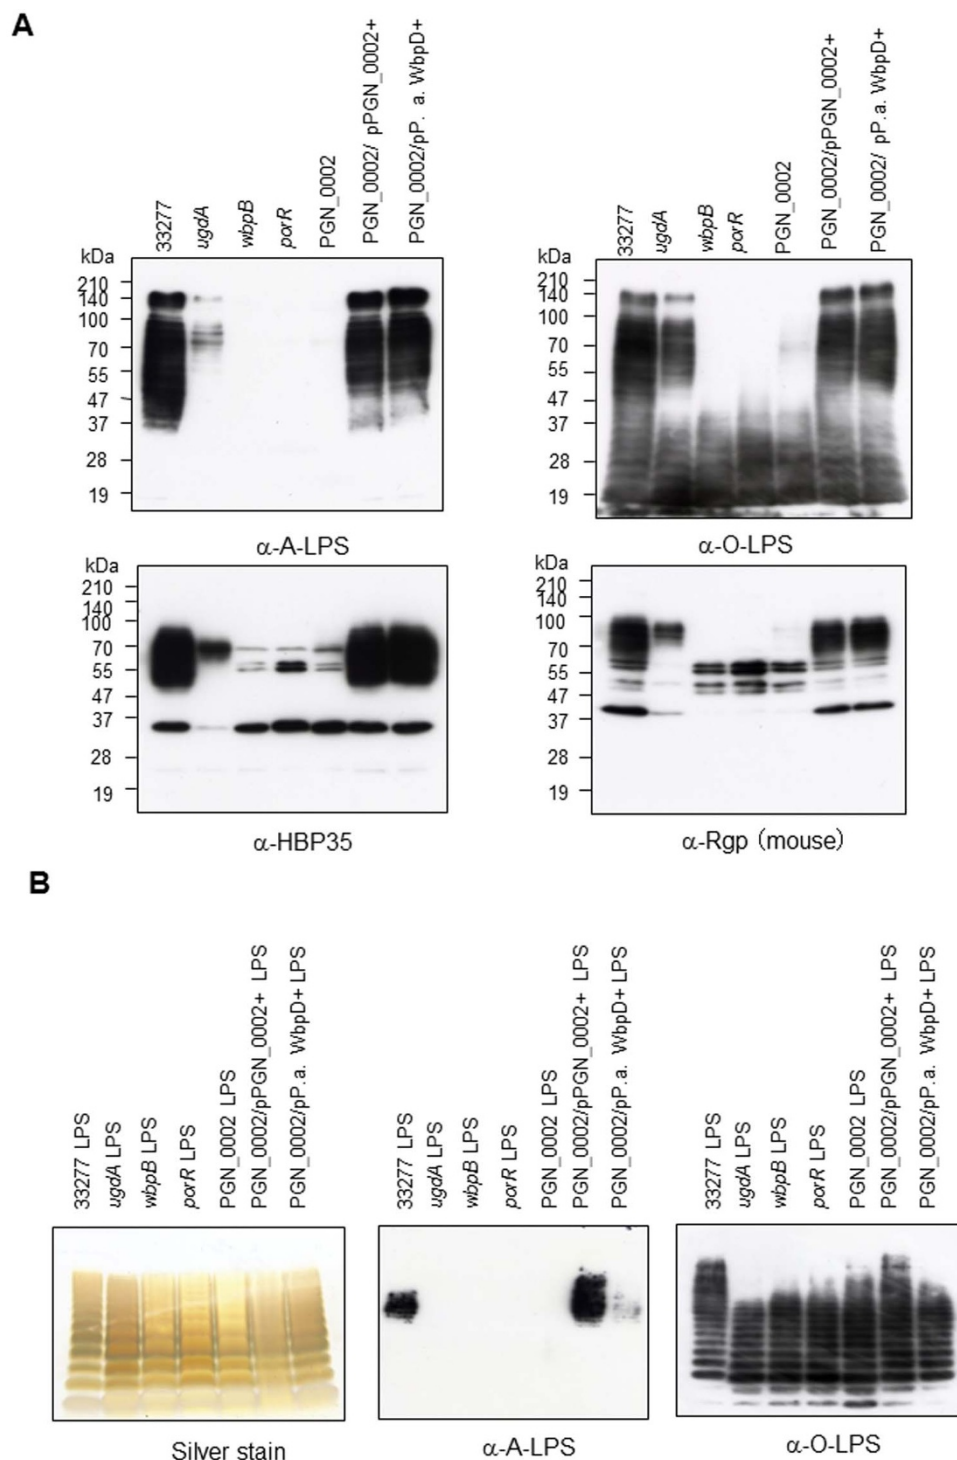 A
33277
ugdA
wbpB
porR
PGN_0002
PGN_0002/ pPGN_0002+
PGN_0002/pP. a. WbpD+
kDa
210
140
100
70
55
47
37
28
19
α-A-LPS
33277
ugdA
wbpB
porR
PGN_0002
PGN_0002/pPGN_0002+
PGN_0002/ pP.a. WbpD+
kDa
210
140
100
70
55
47
37
28
19
α-O-LPS
kDa
210
140
100
70
55
47
37
28
19
α-HBP35
kDa
210
140
100
70
55
47
37
28
19
α-Rgp (mouse)
B
33277 LPS
ugdA LPS
wbpB LPS
porR LPS
PGN_0002 LPS
PGN_0002/pPGN_0002+ LPS
PGN_0002/pP.a. WbpD+ LPS
Silver stain
33277 LPS
ugdA LPS
wbpB LPS
porR LPS
PGN_0002 LPS
PGN_0002/pPGN_0002+ LPS
PGN_0002/pP.a. WbpD+ LPS
α-A-LPS
33277 LPS
ugdA LPS
wbpB LPS
porR LPS
PGN_0002 LPS
PGN_0002/pPGN_0002+ LPS
PGN_0002/pP.a. WbpD+ LPS
α-O-LPS